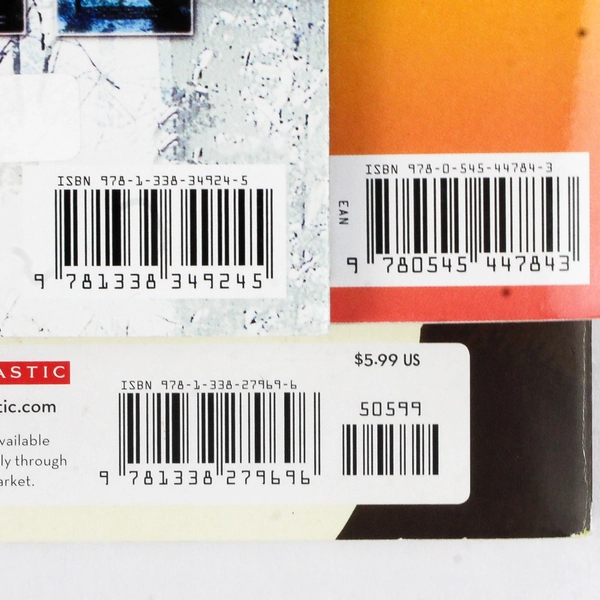 ISBN 978-1-338-34924-5
9 781338 349245
ISBN 978-0-545-44784-3
EAN
9 780545 447843
ASTIC
tic.com
vailable
ly through
arket.
ISBN 978-1-338-27969-6
9 781338 279696
$5.99 US
50599